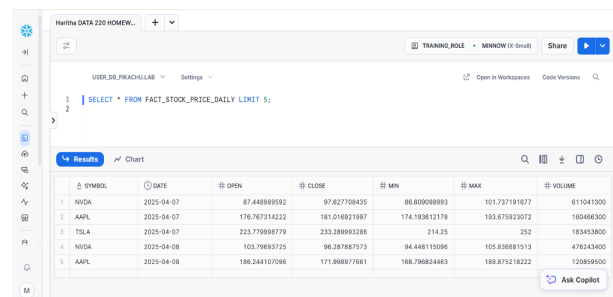 Haritha DATA 220 HOMEW...
TRAINING_ROLE • MINNOW (X-Small)
Share
USER_DB_PIKACHU.LAB
Settings
Open in Workspaces
Code Versions
1 SELECT * FROM FACT_STOCK_PRICE_DAILY LIMIT 5;
2
Results
Chart
A SYMBOL DATE # OPEN # CLOSE # MIN # MAX # VOLUME
1 NVDA 2025-04-07 87.448989592 97.627708435 86.609098993 101.737191677 611041300
2 AAPL 2025-04-07 176.767314222 181.016921997 174.193612178 193.675923072 160466300
3 TSLA 2025-04-07 223.779998779 233.289993286 214.25 252 183453800
4 NVDA 2025-04-08 103.79693725 96.287887573 94.448115096 105.836681513 476243400
5 AAPL 2025-04-08 186.244107096 171.998977661 168.796824463 189.875218222 120859500
Ask Copilot
M